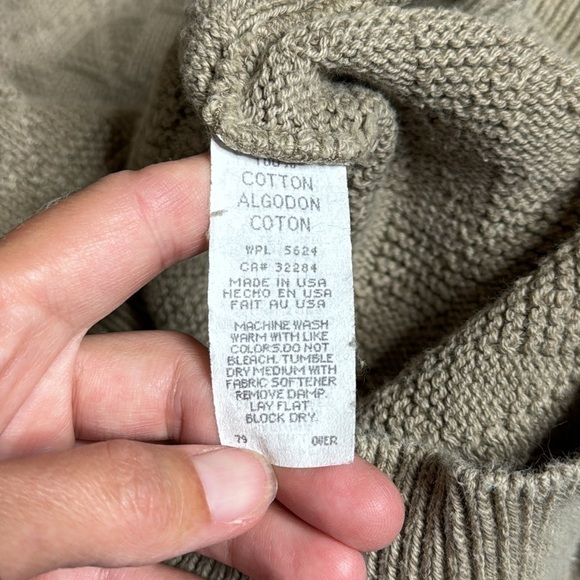 100%
COTTON
ALGODON
COTON
WPL 5624
CA# 32284
MADE IN USA
HECHO EN USA
FAIT AU USA
MACHINE WASH
WARM WITH LIKE
COLORS.DO NOT
BLEACH. TUMBLE
DRY MEDIUM WITH
FABRIC SOFTENER
REMOVE DAMP.
LAY FLAT
BLOCK DRY.
79 OVER